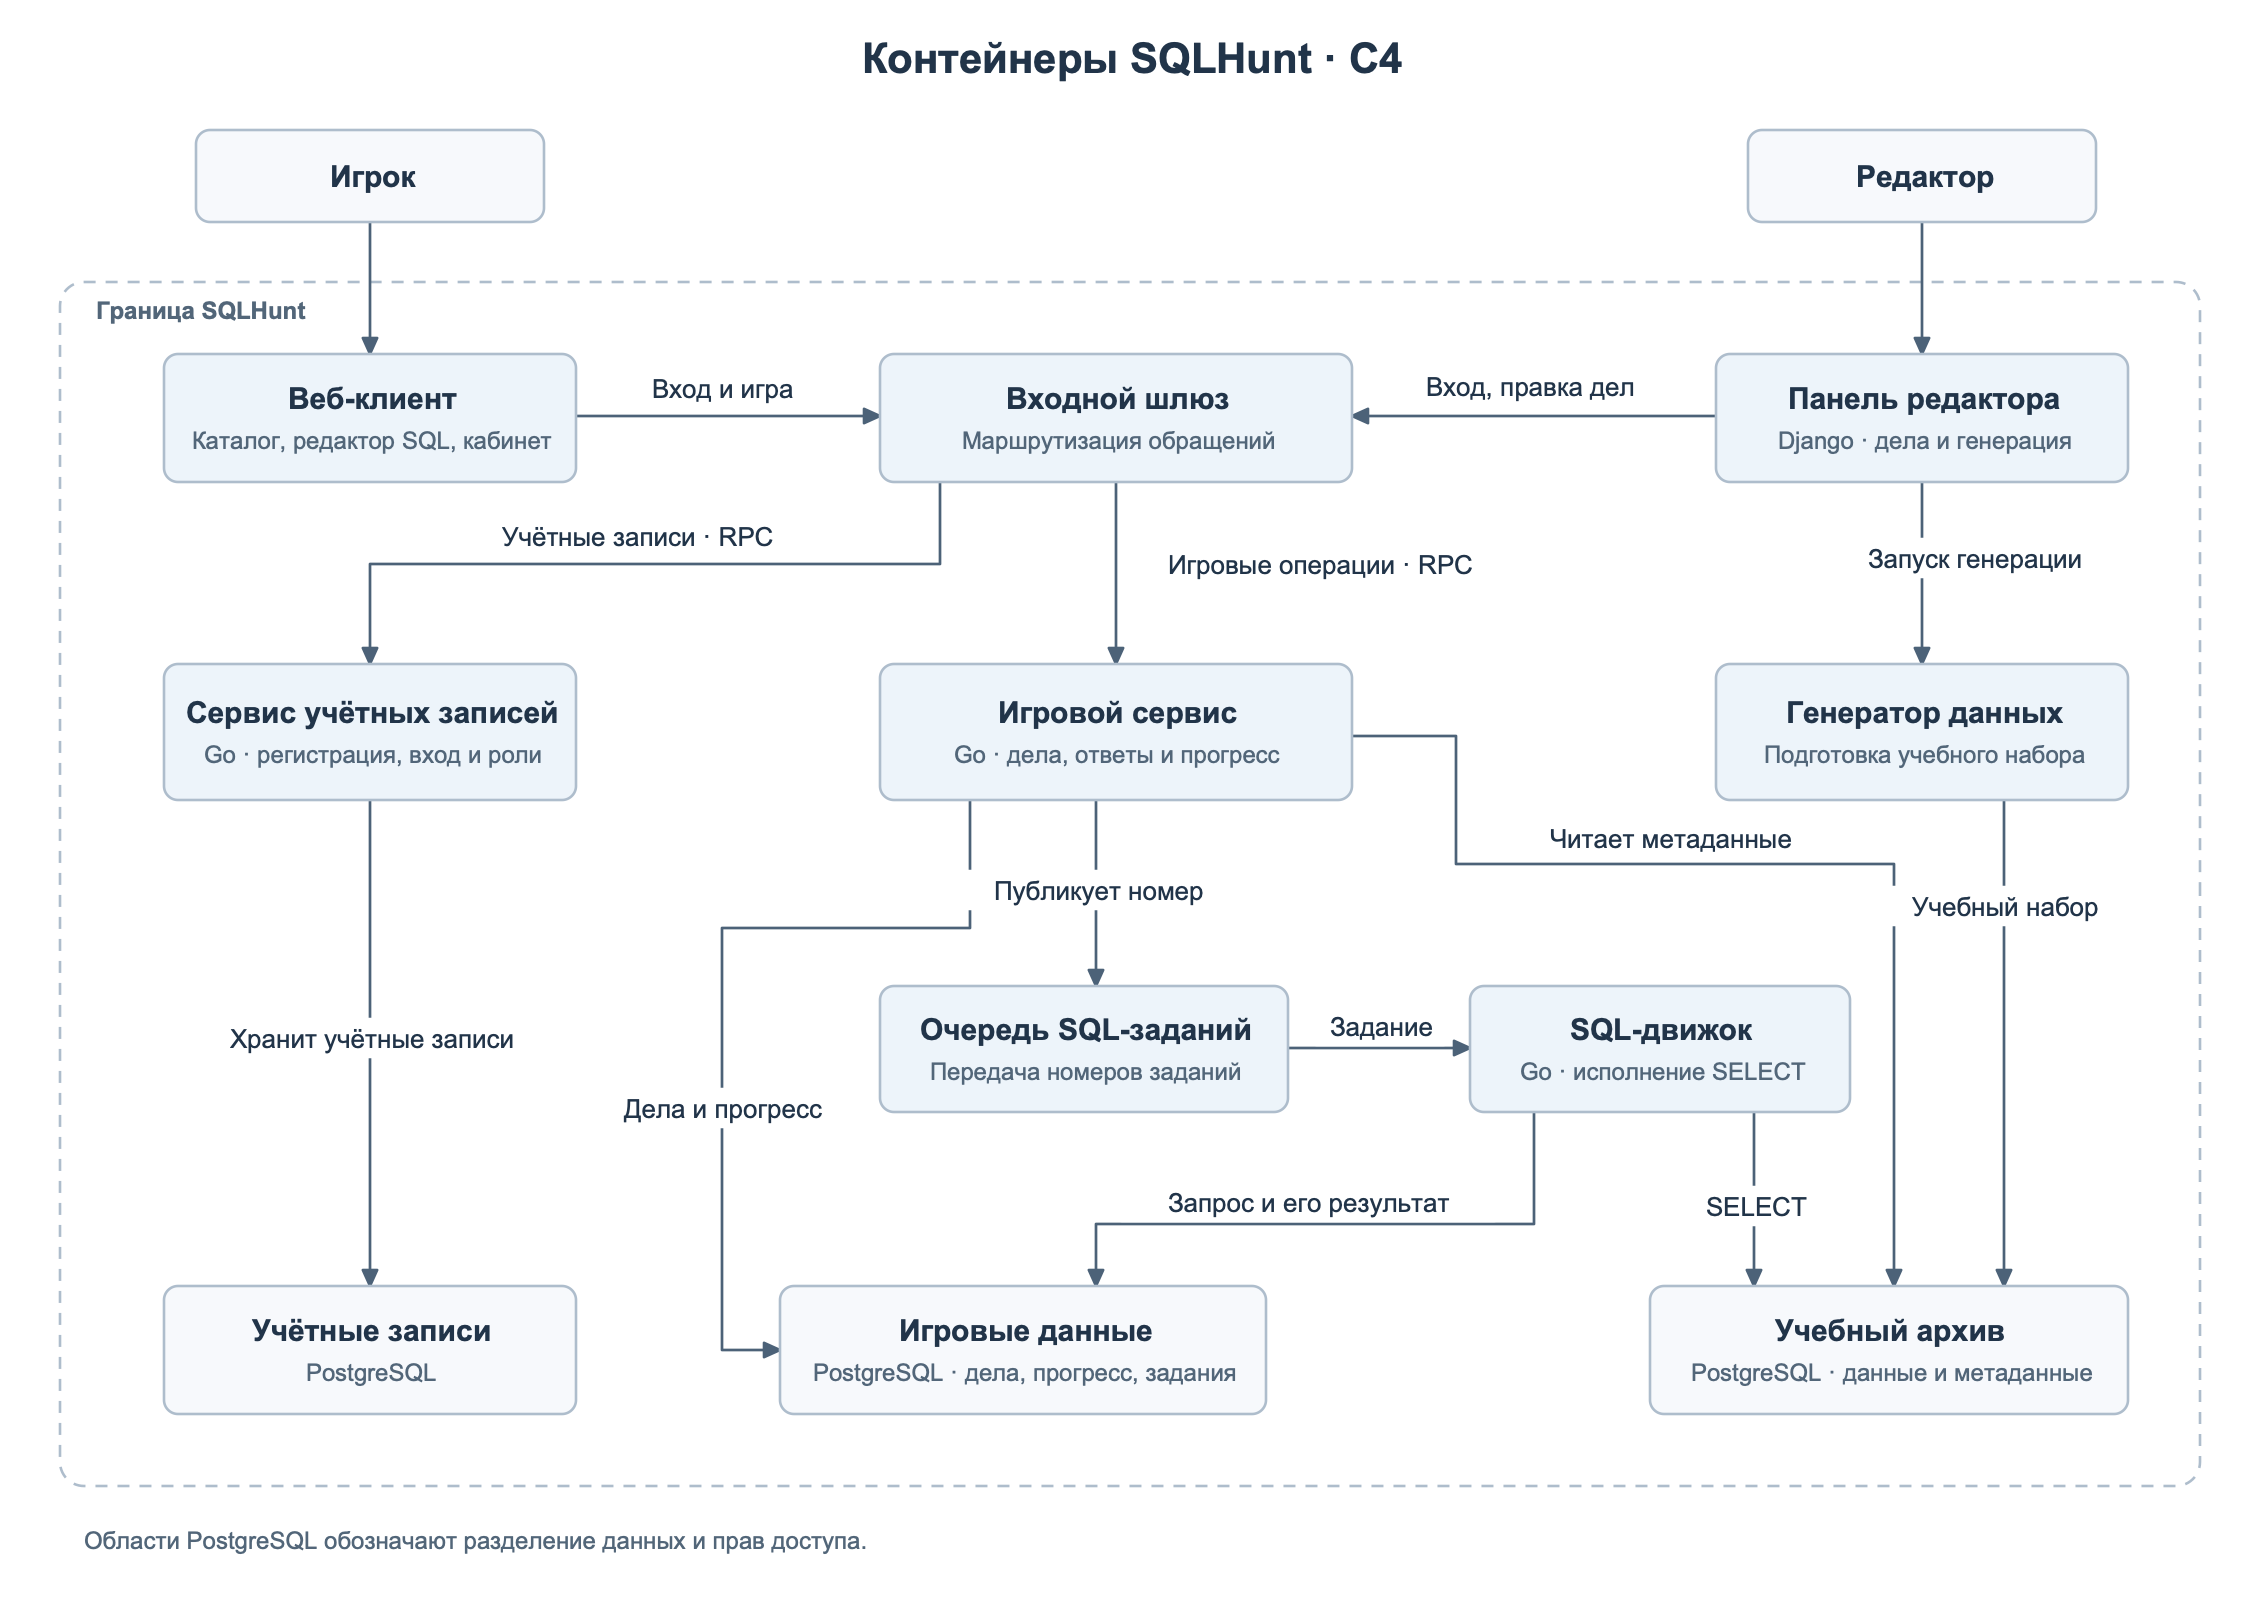 Контейнеры SQLHunt · C4
Игрок
Редактор
Граница SQLHunt
Веб-клиент
Каталог, редактор SQL, кабинет
Вход и игра
Входной шлюз
Маршрутизация обращений
Вход, правка дел
Панель редактора
Django · дела и генерация
Учётные записи · RPC
Игровые операции · RPC
Запуск генерации
Сервис учётных записей
Go · регистрация, вход и роли
Игровой сервис
Go · дела, ответы и прогресс
Генератор данных
Подготовка учебного набора
Читает метаданные
Публикует номер
Учебный набор
Хранит учётные записи
Очередь SQL-заданий
Передача номеров заданий
Задание
SQL-движок
Go · исполнение SELECT
Дела и прогресс
Запрос и его результат
SELECT
Учётные записи
PostgreSQL
Игровые данные
PostgreSQL · дела, прогресс, задания
Учебный архив
PostgreSQL · данные и метаданные
Области PostgreSQL обозначают разделение данных и прав доступа.